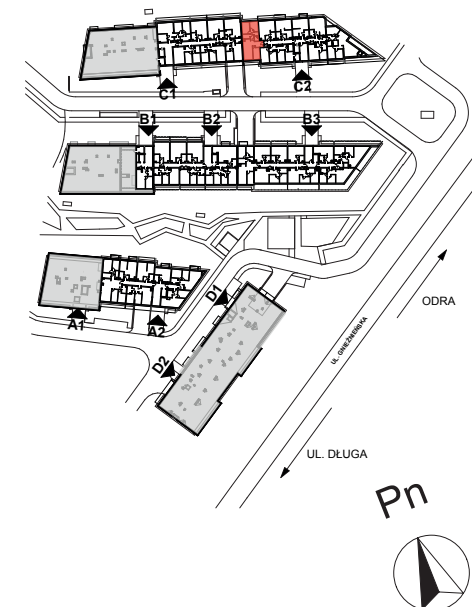 C1
C2
B1
B2
B3
A1
A2
D1
D2
ODRA
UL. GNIEŹNIEŃSKA
UL. DŁUGA
Pn